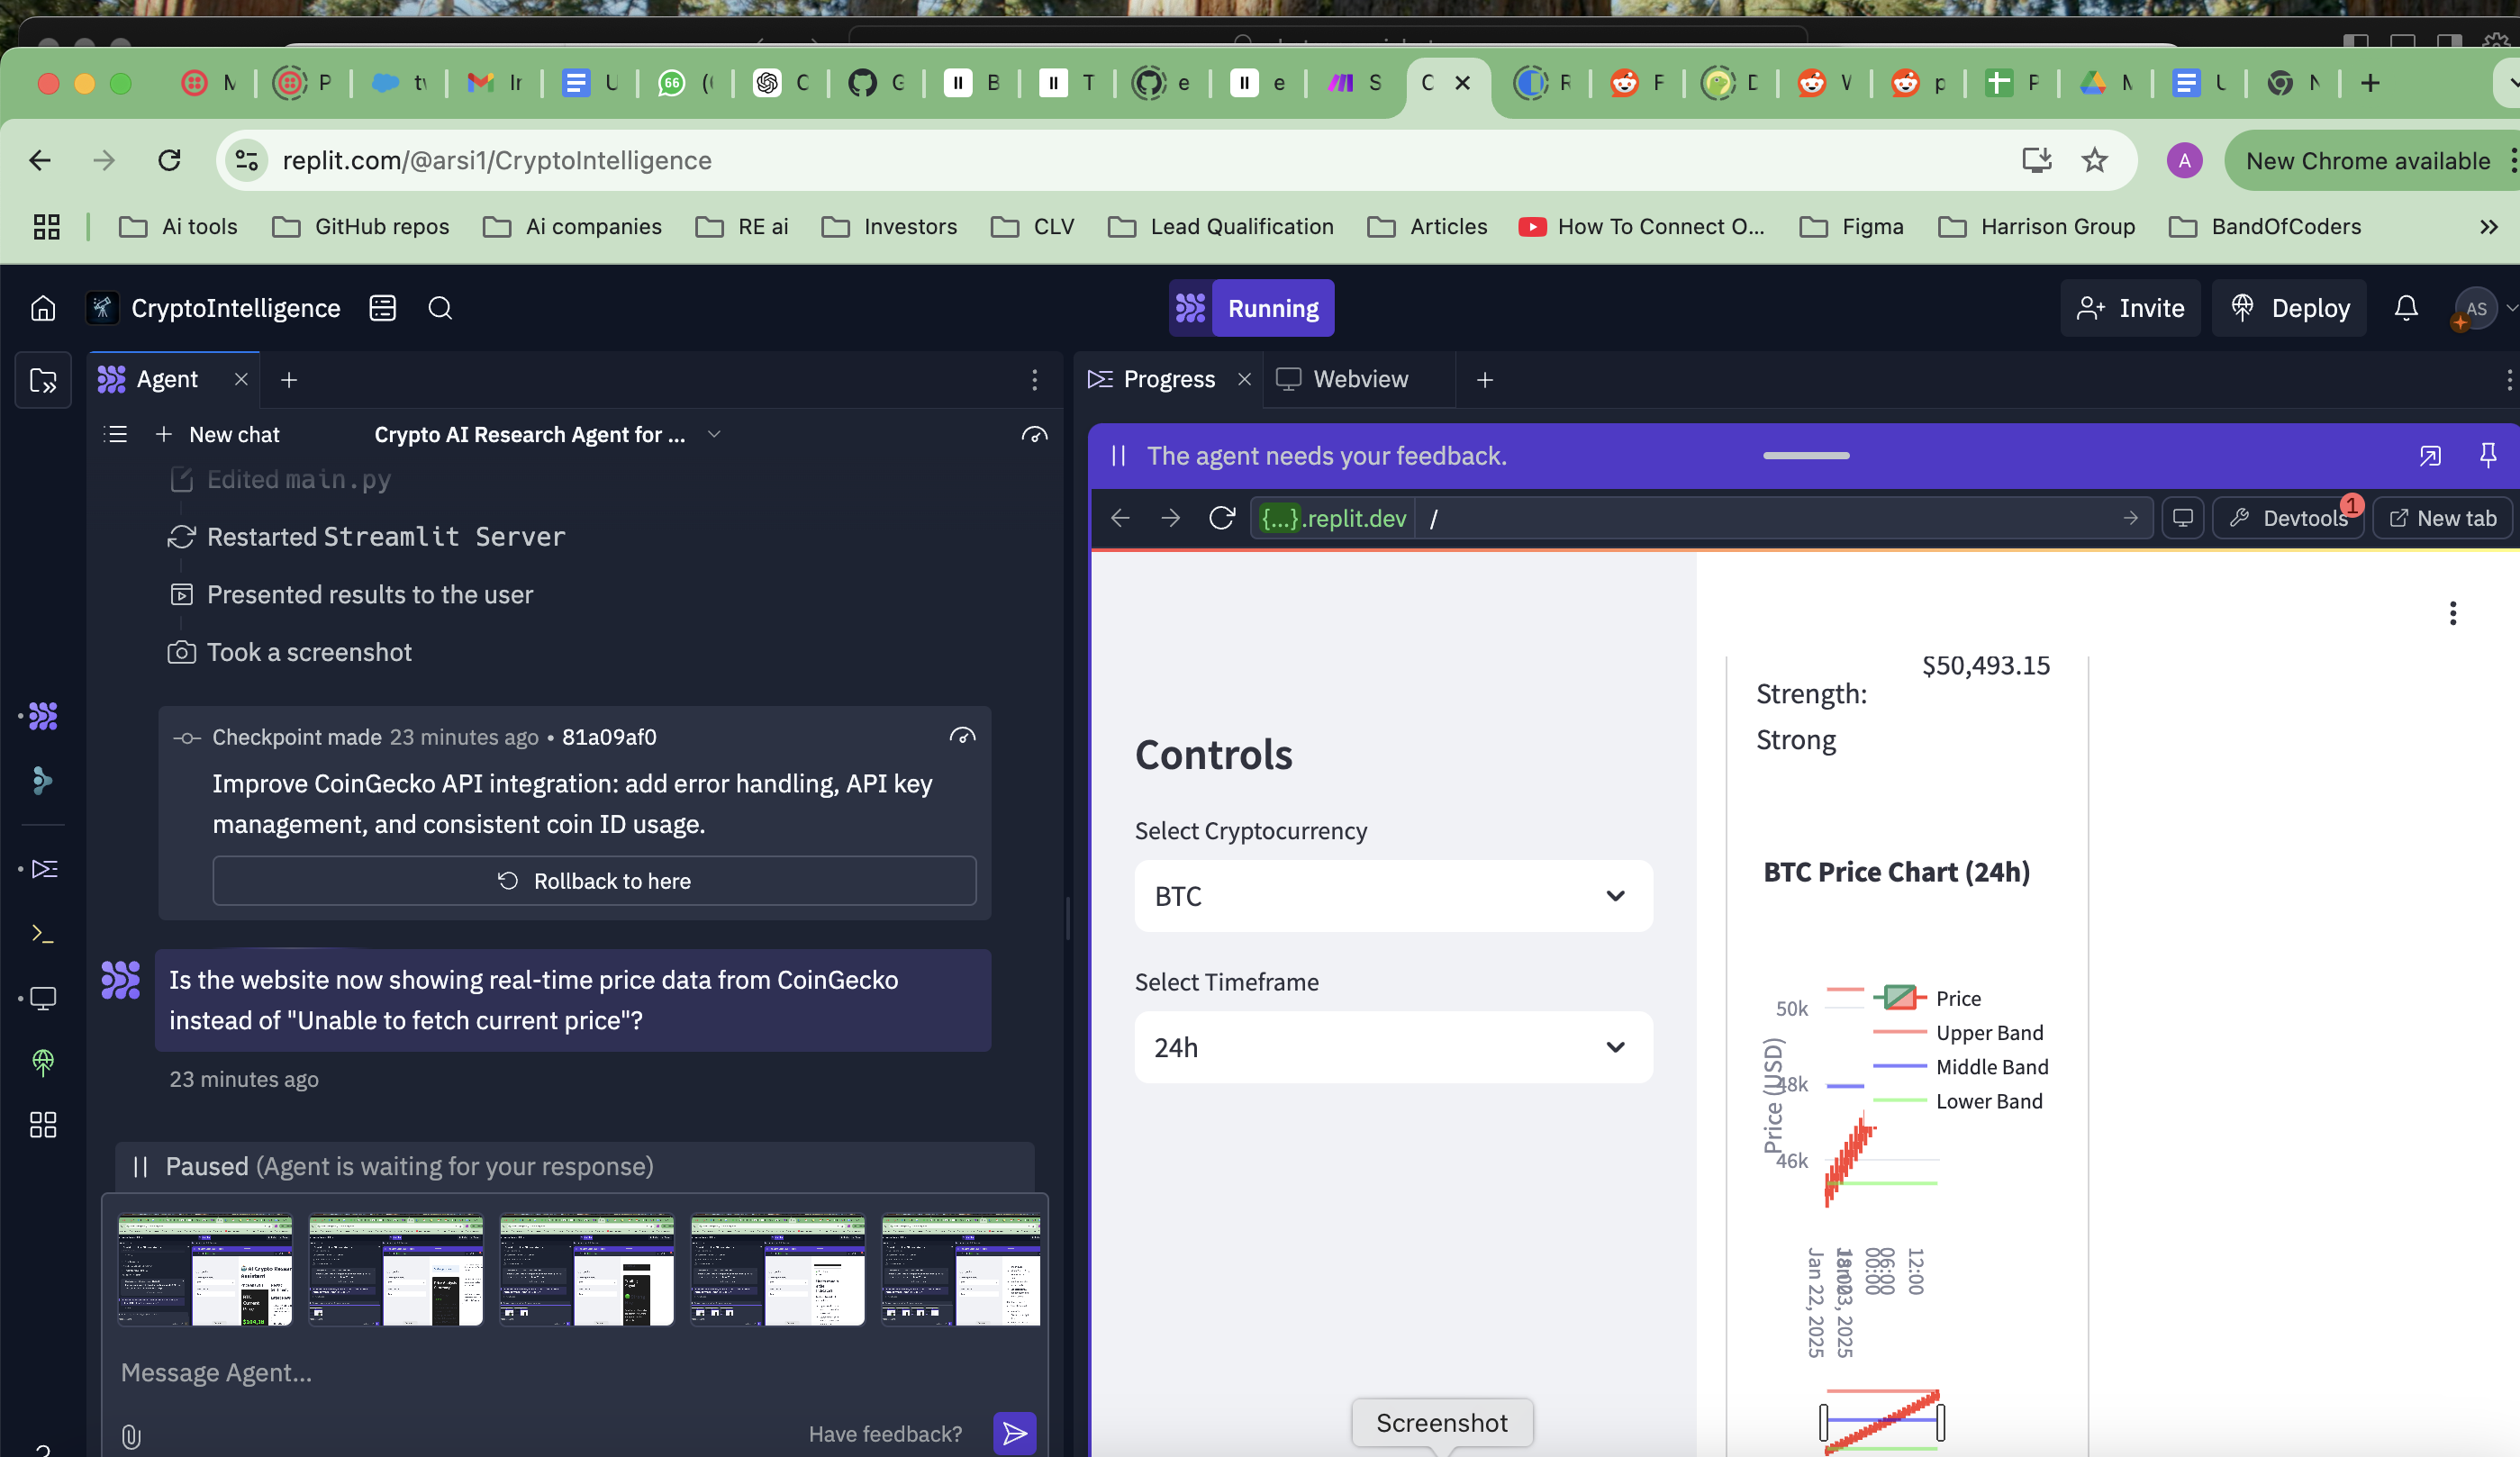 M
P
tv
Ir
U
66
(
C
G
B
T
e
e
S
C
R
F
D
W
p
P
M
U
N
replit.com/@arsi1/CryptoIntelligence
A
New Chrome available
Ai tools
GitHub repos
Ai companies
RE ai
Investors
CLV
Lead Qualification
Articles
How To Connect O...
Figma
Harrison Group
BandOfCoders
CryptoIntelligence
Running
Invite
Deploy
AS
Agent
Progress
Webview
New chat
Crypto AI Research Agent for ...
The agent needs your feedback.
Edited main.py
{...}.replit.dev
/
Devtools
1
New tab
Restarted Streamlit Server
Presented results to the user
Took a screenshot
Checkpoint made 23 minutes ago • 81a09af0
Improve CoinGecko API integration: add error handling, API key
management, and consistent coin ID usage.
Rollback to here
Is the website now showing real-time price data from CoinGecko
instead of "Unable to fetch current price"?
23 minutes ago
Paused (Agent is waiting for your response)
Message Agent...
Have feedback?
Controls
Select Cryptocurrency
BTC
Select Timeframe
24h
$50,493.15
Strength:
Strong
BTC Price Chart (24h)
Price
Upper Band
Middle Band
Lower Band
50k
48k
46k
Price (USD)
Jan 22, 2025
00:00
06:00
12:00
Screenshot